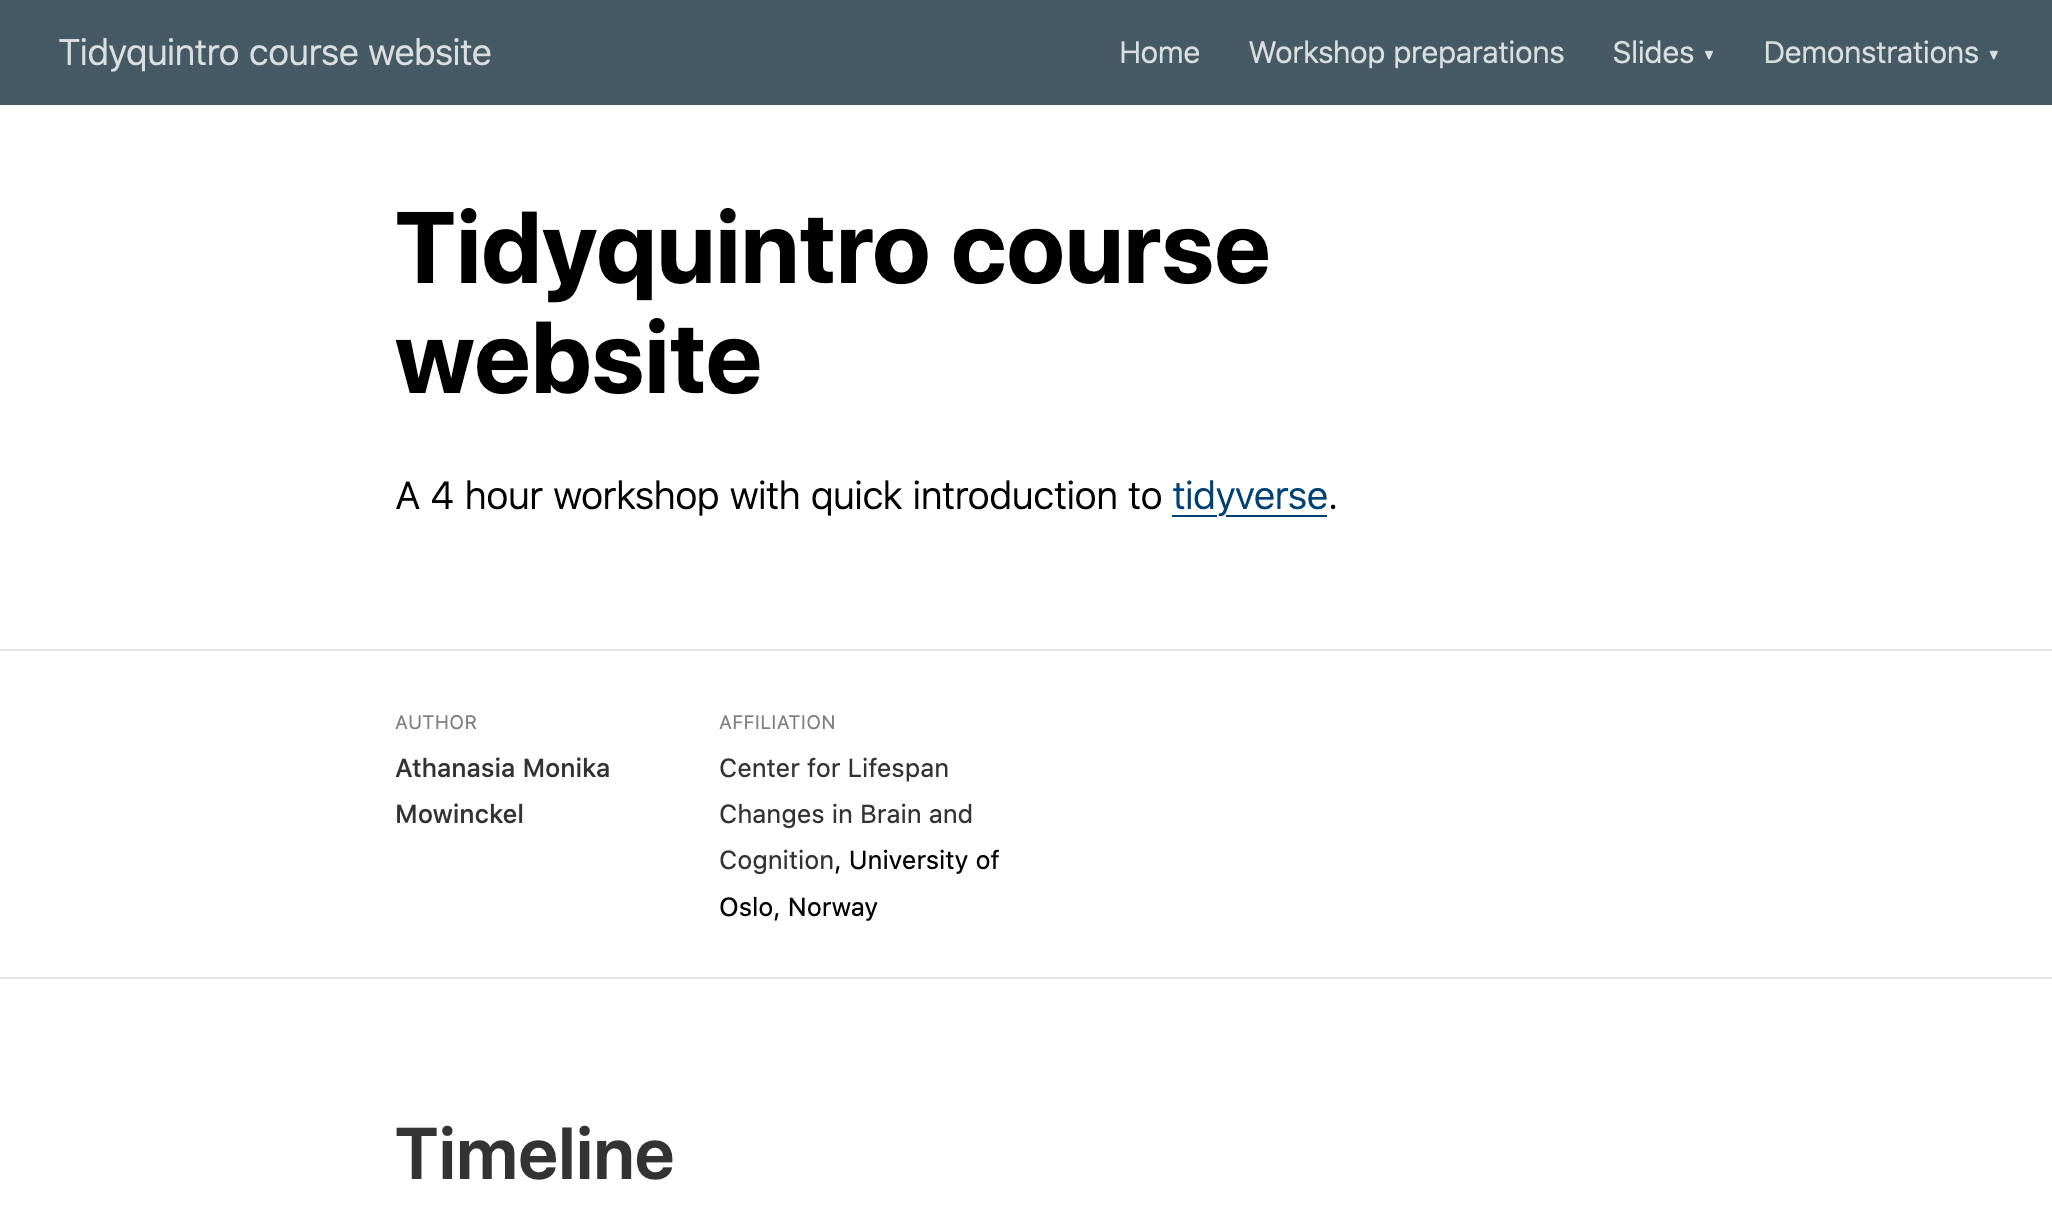 Tidyquintro course website
Home Workshop preparations Slides ▾ Demonstrations ▾
Tidyquintro course
website
A 4 hour workshop with quick introduction to tidyverse.
AUTHOR
Athanasia Monika
Mowinckel
AFFILIATION
Center for Lifespan
Changes in Brain and
Cognition, University of
Oslo, Norway
Timeline